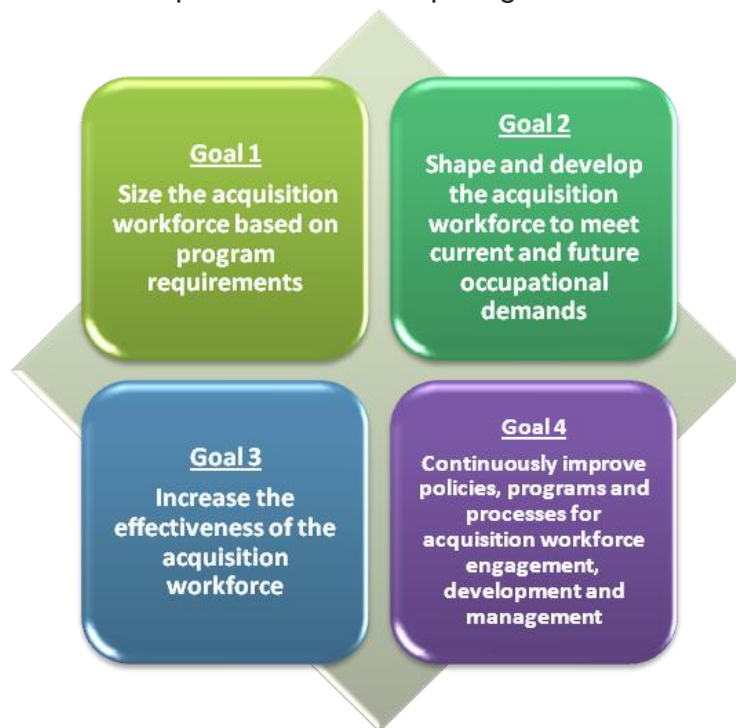 Goal 1
Size the acquisition
workforce based on
program
requirements
Goal 2
Shape and develop
the acquisition
workforce to meet
current and future
occupational
demands
Goal 3
Increase the
effectiveness of the
acquisition
workforce
Goal 4
Continuously improve
policies, programs and
processes for
acquisition workforce
engagement,
development and
management